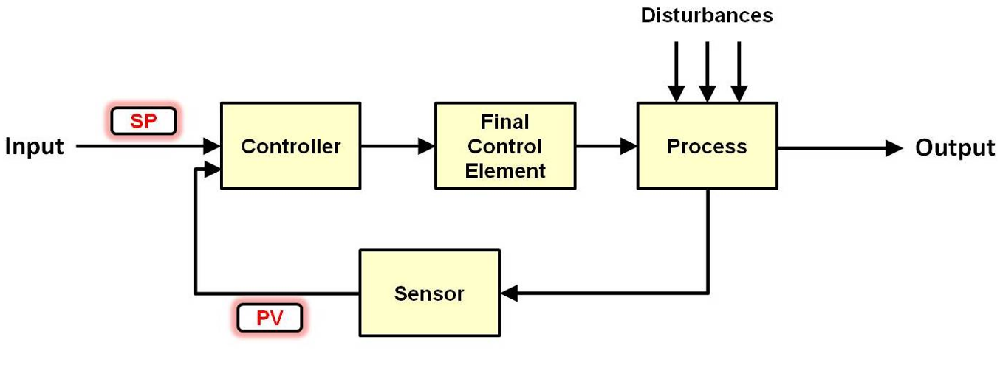 Disturbances
SP
Input
Controller
Final
Control
Element
Process
Output
Sensor
PV